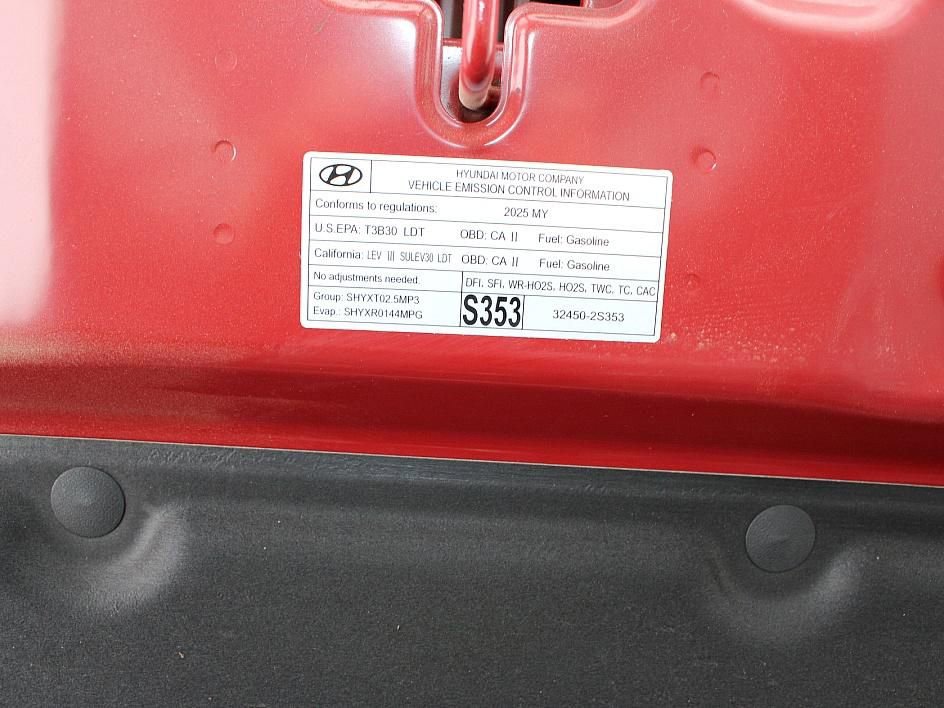 HYUNDAI MOTOR COMPANY
VEHICLE EMISSION CONTROL INFORMATION
Conforms to regulations: 2025 MY
U.S.EPA: T3B30 LDT OBD: CA II Fuel: Gasoline
California: LEV III SULEV30 LDT OBD: CA II Fuel: Gasoline
No adjustments needed. DFI, SFI, WR-HO2S, HO2S, TWC, TC, CAC
Group: SHYXT02.5MP3
Evap.: SHYXR0144MPG
S353
32450-2S353